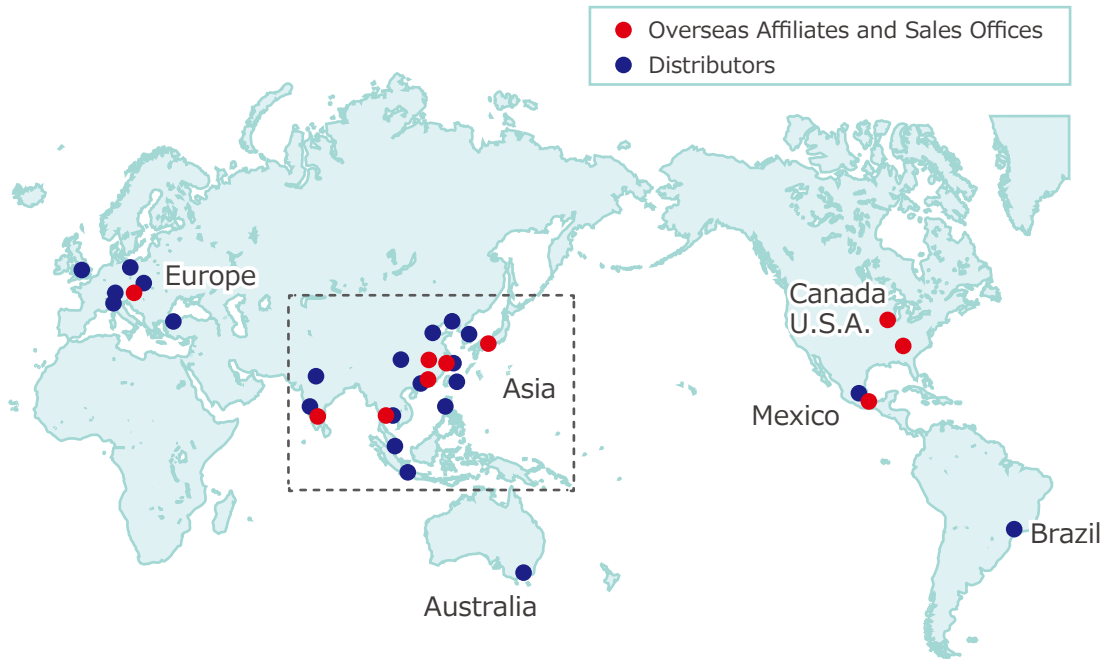 Overseas Affiliates and Sales Offices
Distributors
Europe
Canada
U.S.A.
Asia
Mexico
Brazil
Australia